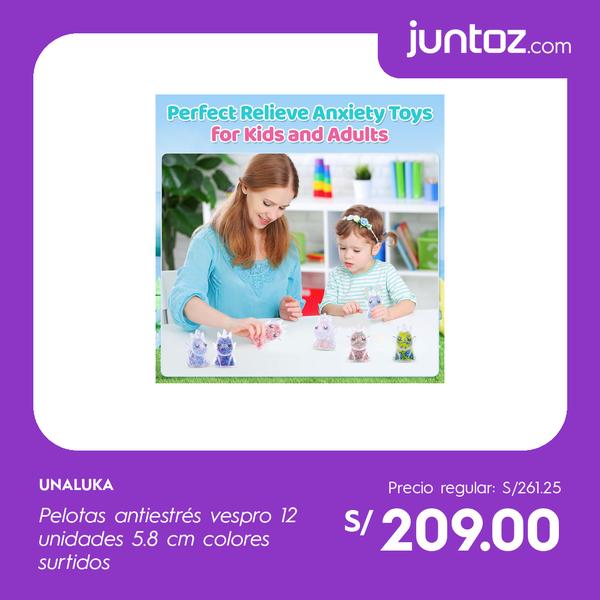 juntoz.com
Perfect Relieve Anxiety Toys
for Kids and Adults
UNALUKA
Pelotas antiestrés vespro 12
unidades 5.8 cm colores
surtidos
Precio regular: S/261.25
S/ 209.00